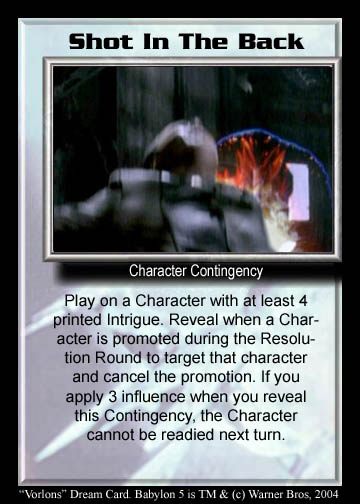 Shot In The Back
Character Contingency
Play on a Character with at least 4
printed Intrigue. Reveal when a Char-
acter is promoted during the Resolu-
tion Round to target that character
and cancel the promotion. If you
apply 3 influence when you reveal
this Contingency, the Character
cannot be readied next turn.
“Vorlons” Dream Card. Babylon 5 is TM & (c) Warner Bros, 2004